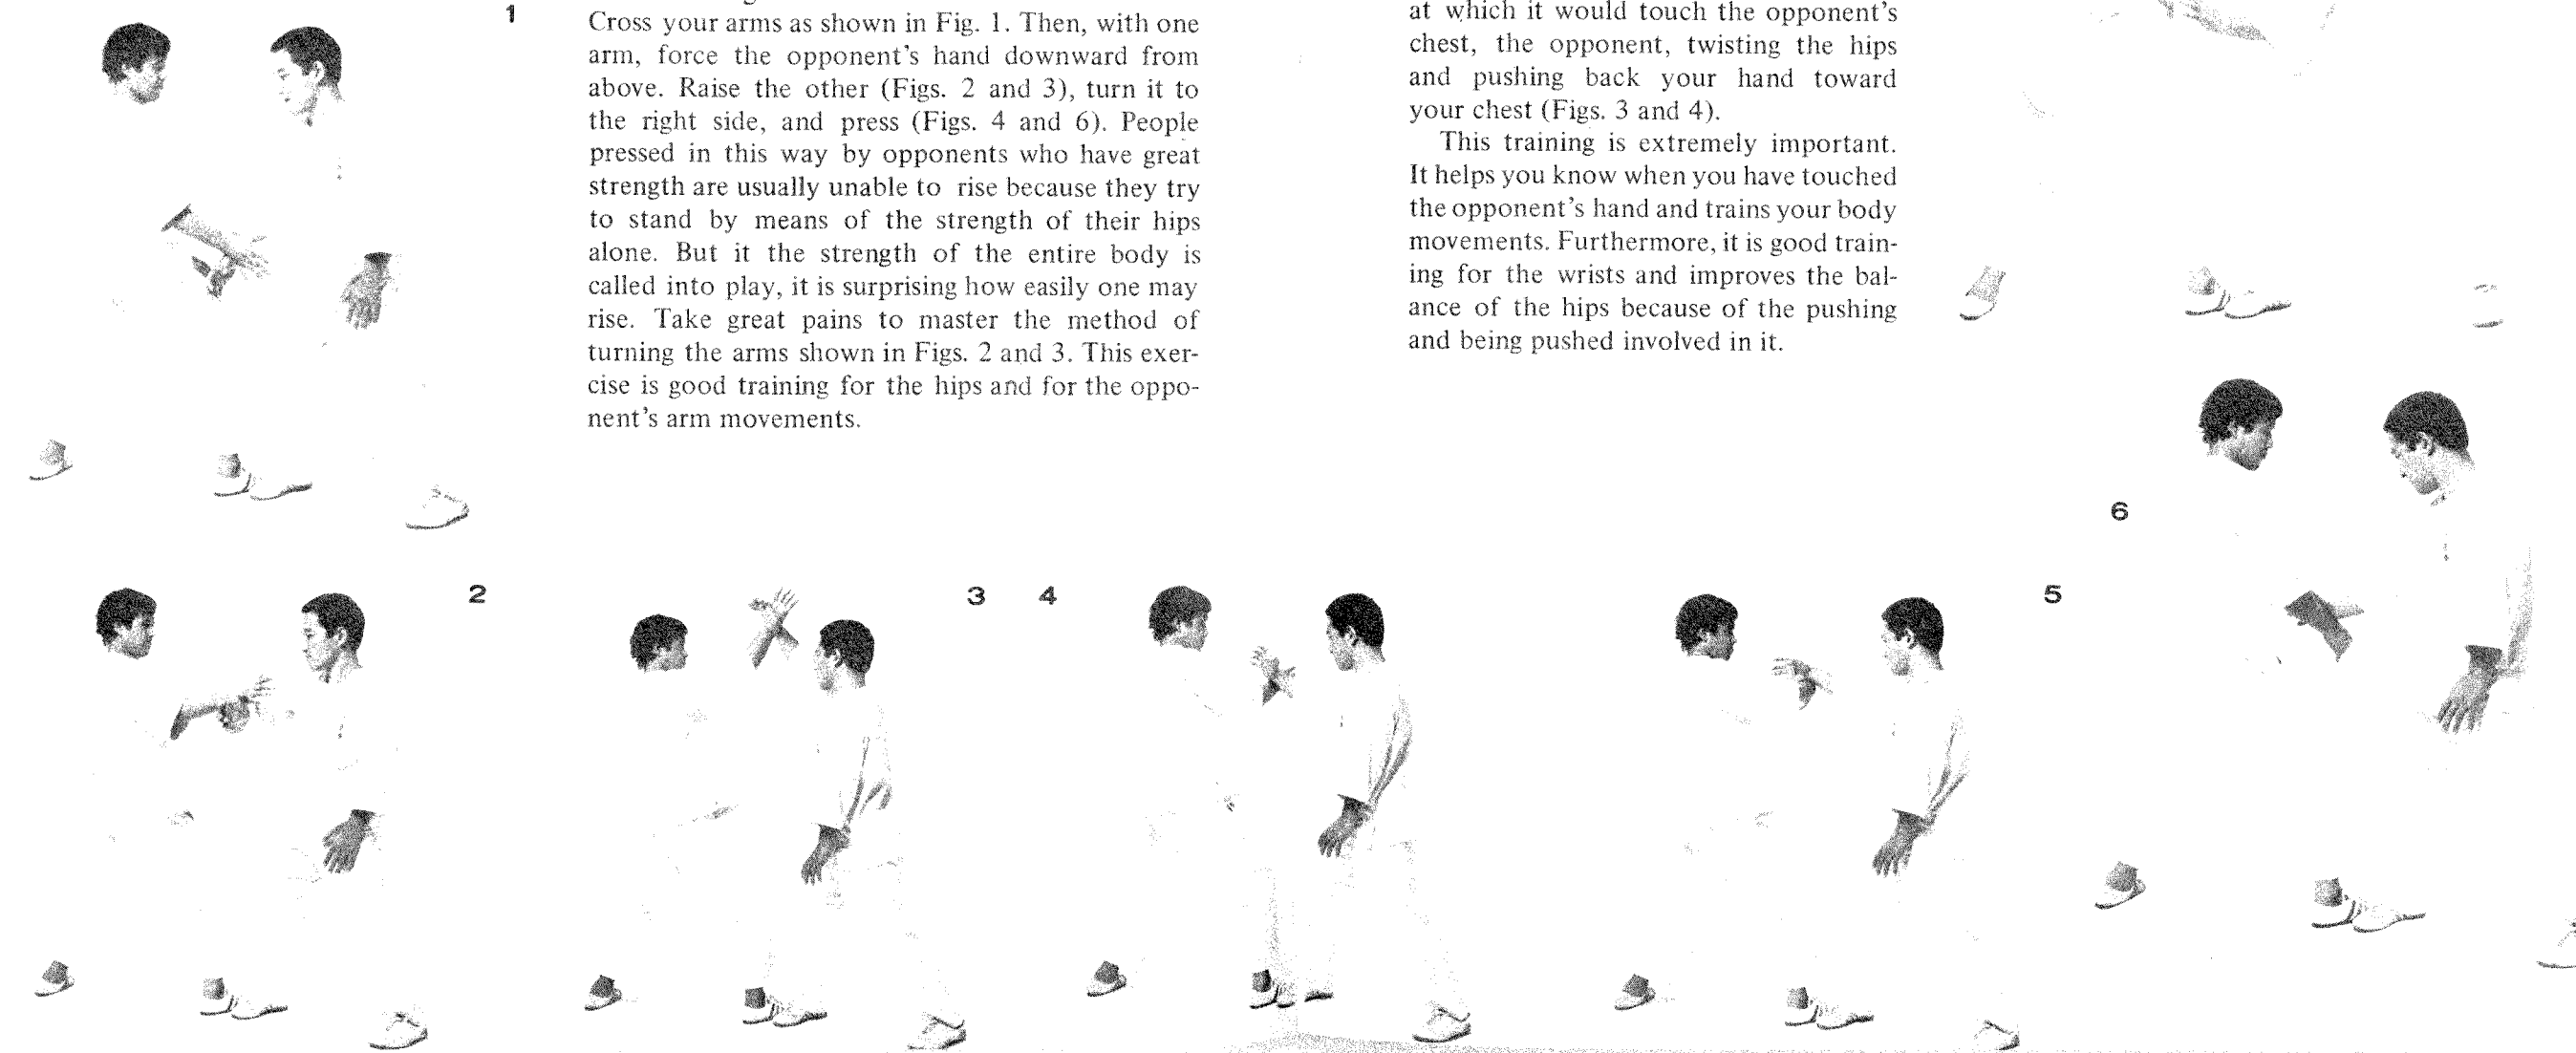 1
Cross your arms as shown in Fig. 1. Then, with one
arm, force the opponent's hand downward from
above. Raise the other (Figs. 2 and 3), turn it to
the right side, and press (Figs. 4 and 6). People
pressed in this way by opponents who have great
strength are usually unable to rise because they try
to stand by means of the strength of their hips
alone. But it the strength of the entire body is
called into play, it is surprising how easily one may
rise. Take great pains to master the method of
turning the arms shown in Figs. 2 and 3. This exer-
cise is good training for the hips and for the oppo-
nent's arm movements.
at which it would touch the opponent's
chest, the opponent, twisting the hips
and pushing back your hand toward
your chest (Figs. 3 and 4).
This training is extremely important.
It helps you know when you have touched
the opponent's hand and trains your body
movements. Furthermore, it is good train-
ing for the wrists and improves the bal-
ance of the hips because of the pushing
and being pushed involved in it.
6
2
3
4
5